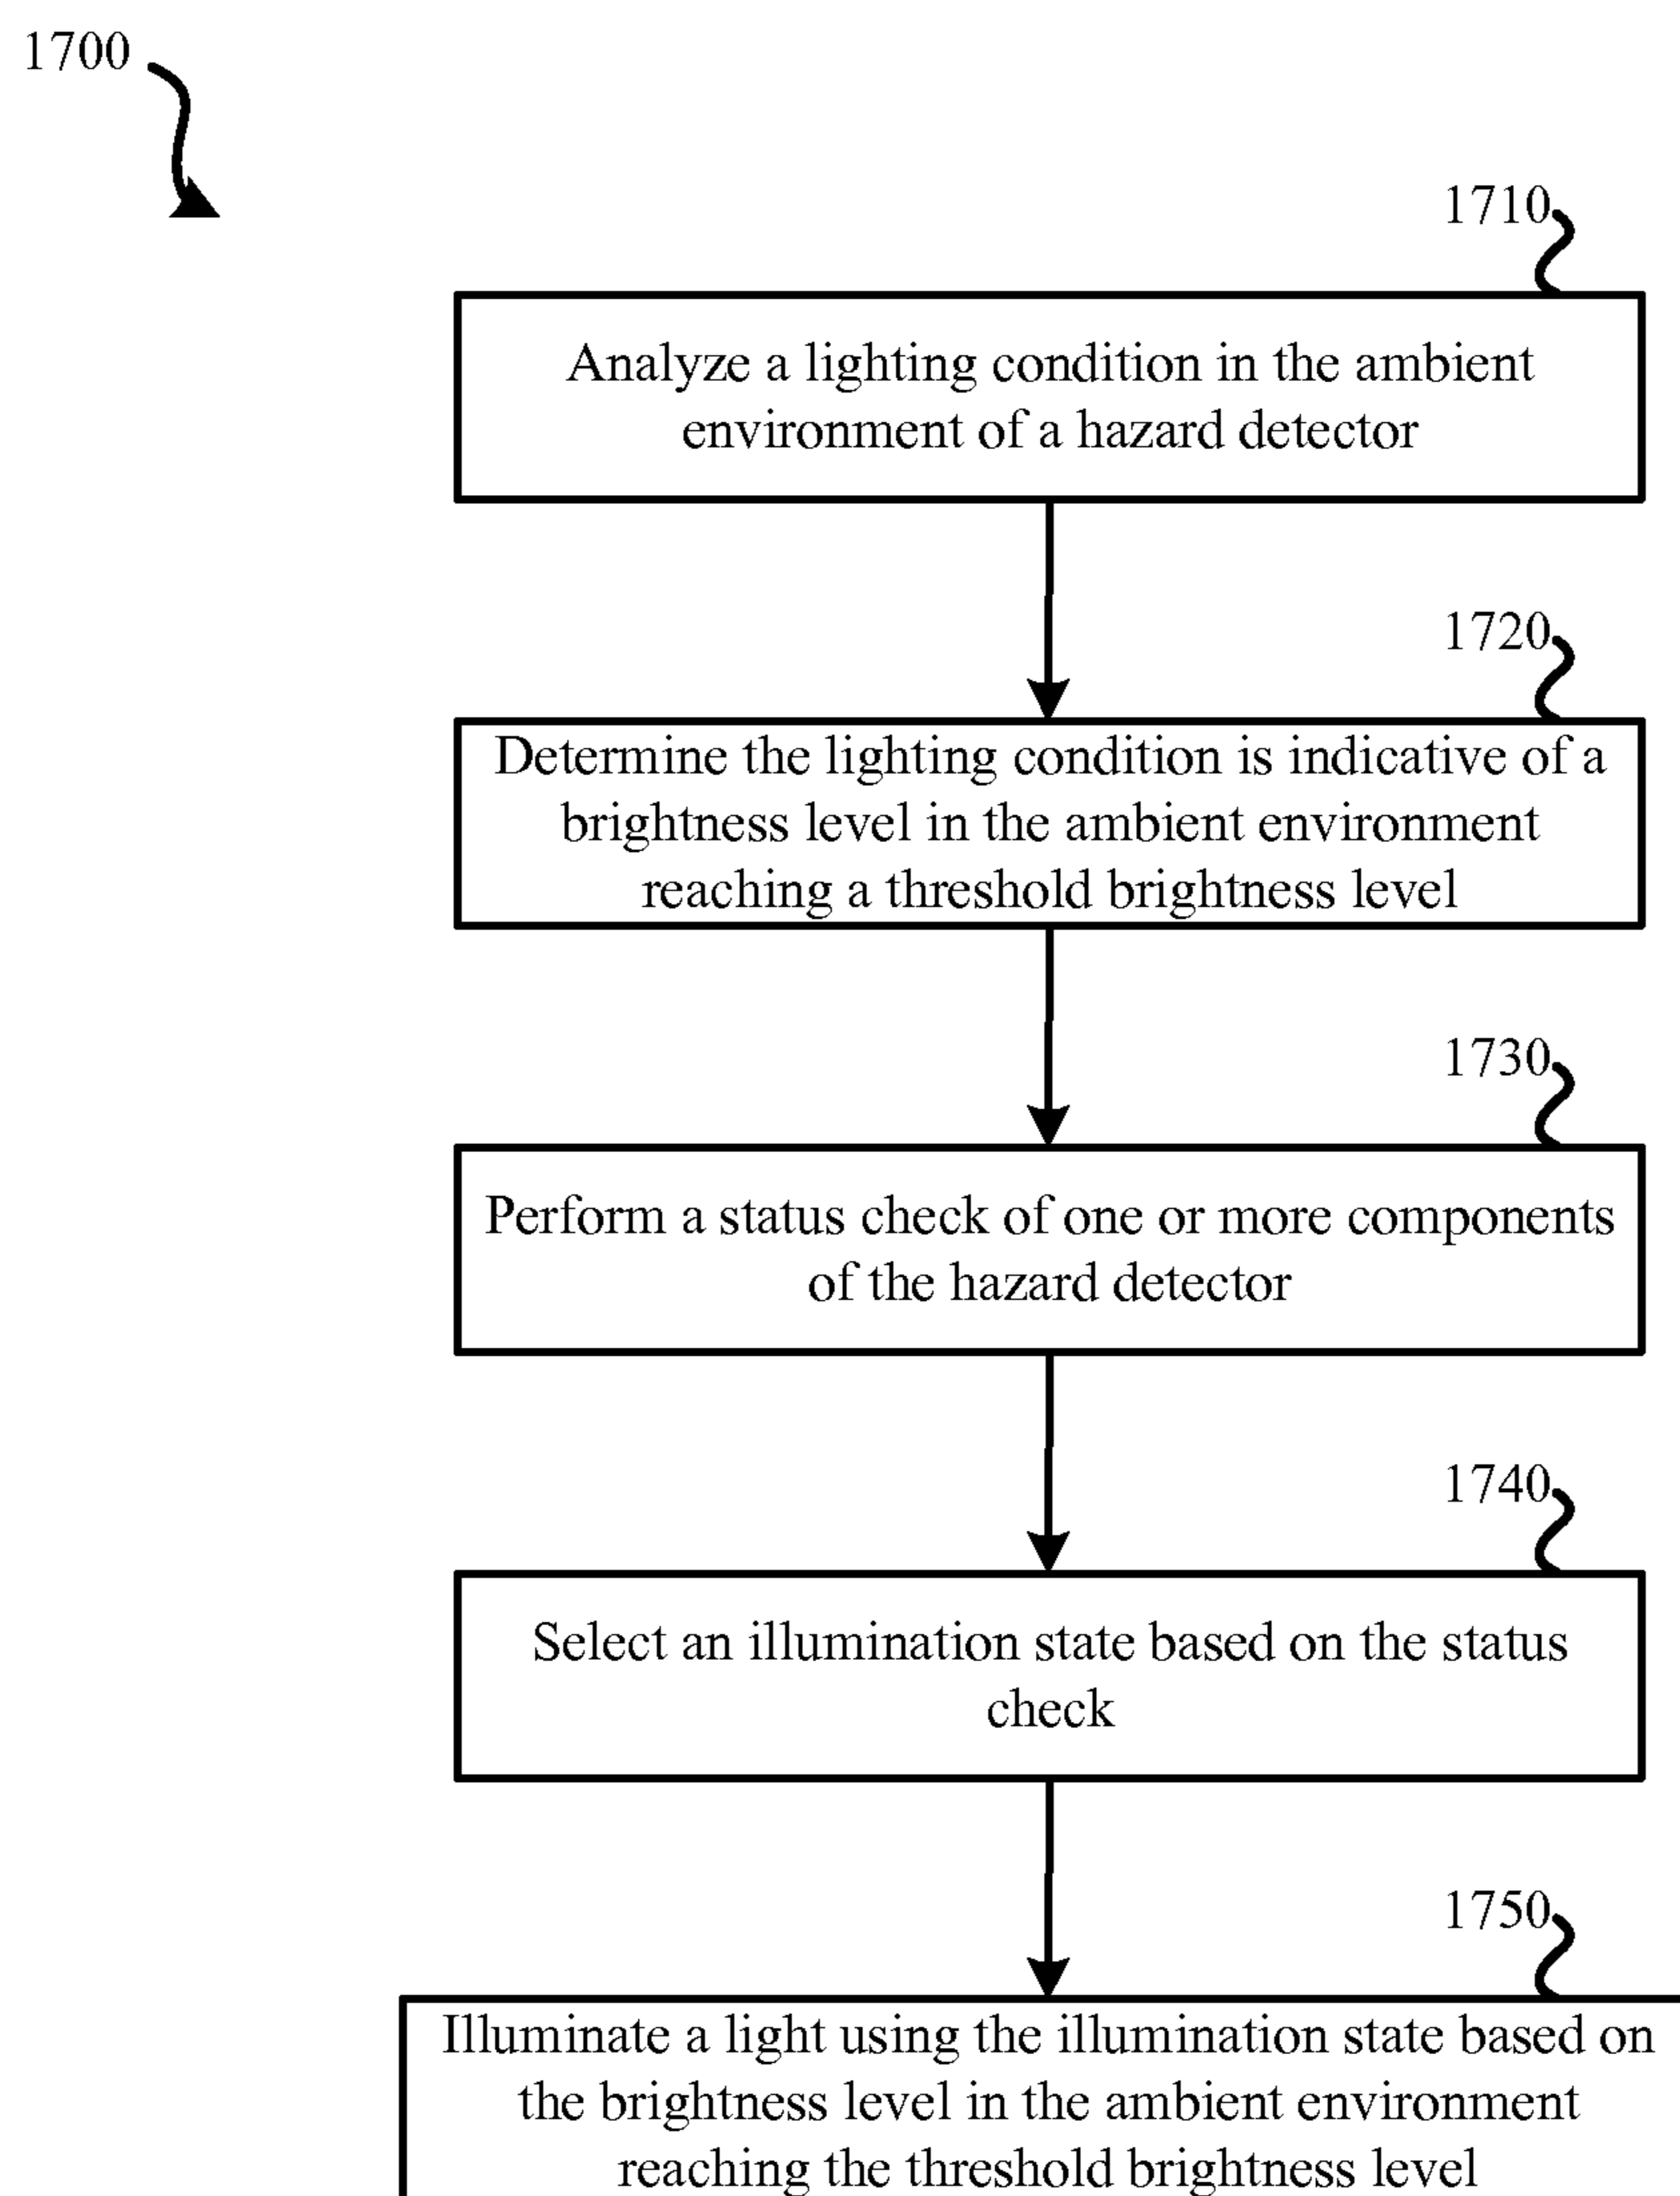 1700
1710
Analyze a lighting condition in the ambient
environment of a hazard detector
1720
Determine the lighting condition is indicative of a
brightness level in the ambient environment
reaching a threshold brightness level
1730
Perform a status check of one or more components
of the hazard detector
1740
Select an illumination state based on the status
check
1750
Illuminate a light using the illumination state based on
the brightness level in the ambient environment
reaching the threshold brightness level